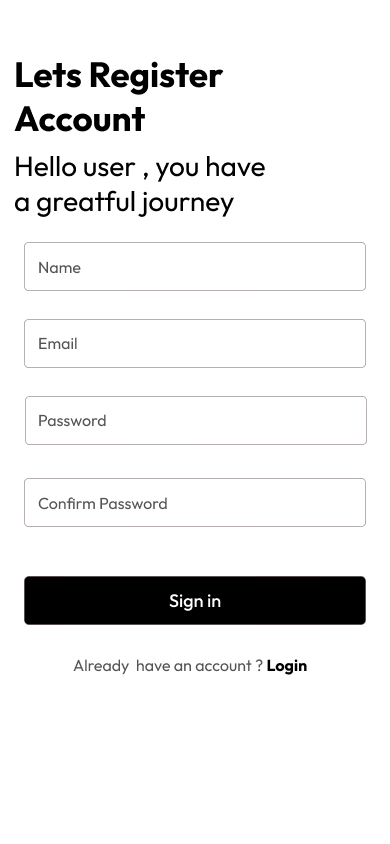 Lets Register
Account
Hello user , you have
a greatful journey
Name
Email
Password
Confirm Password
Sign in
Already  have an account ? Login